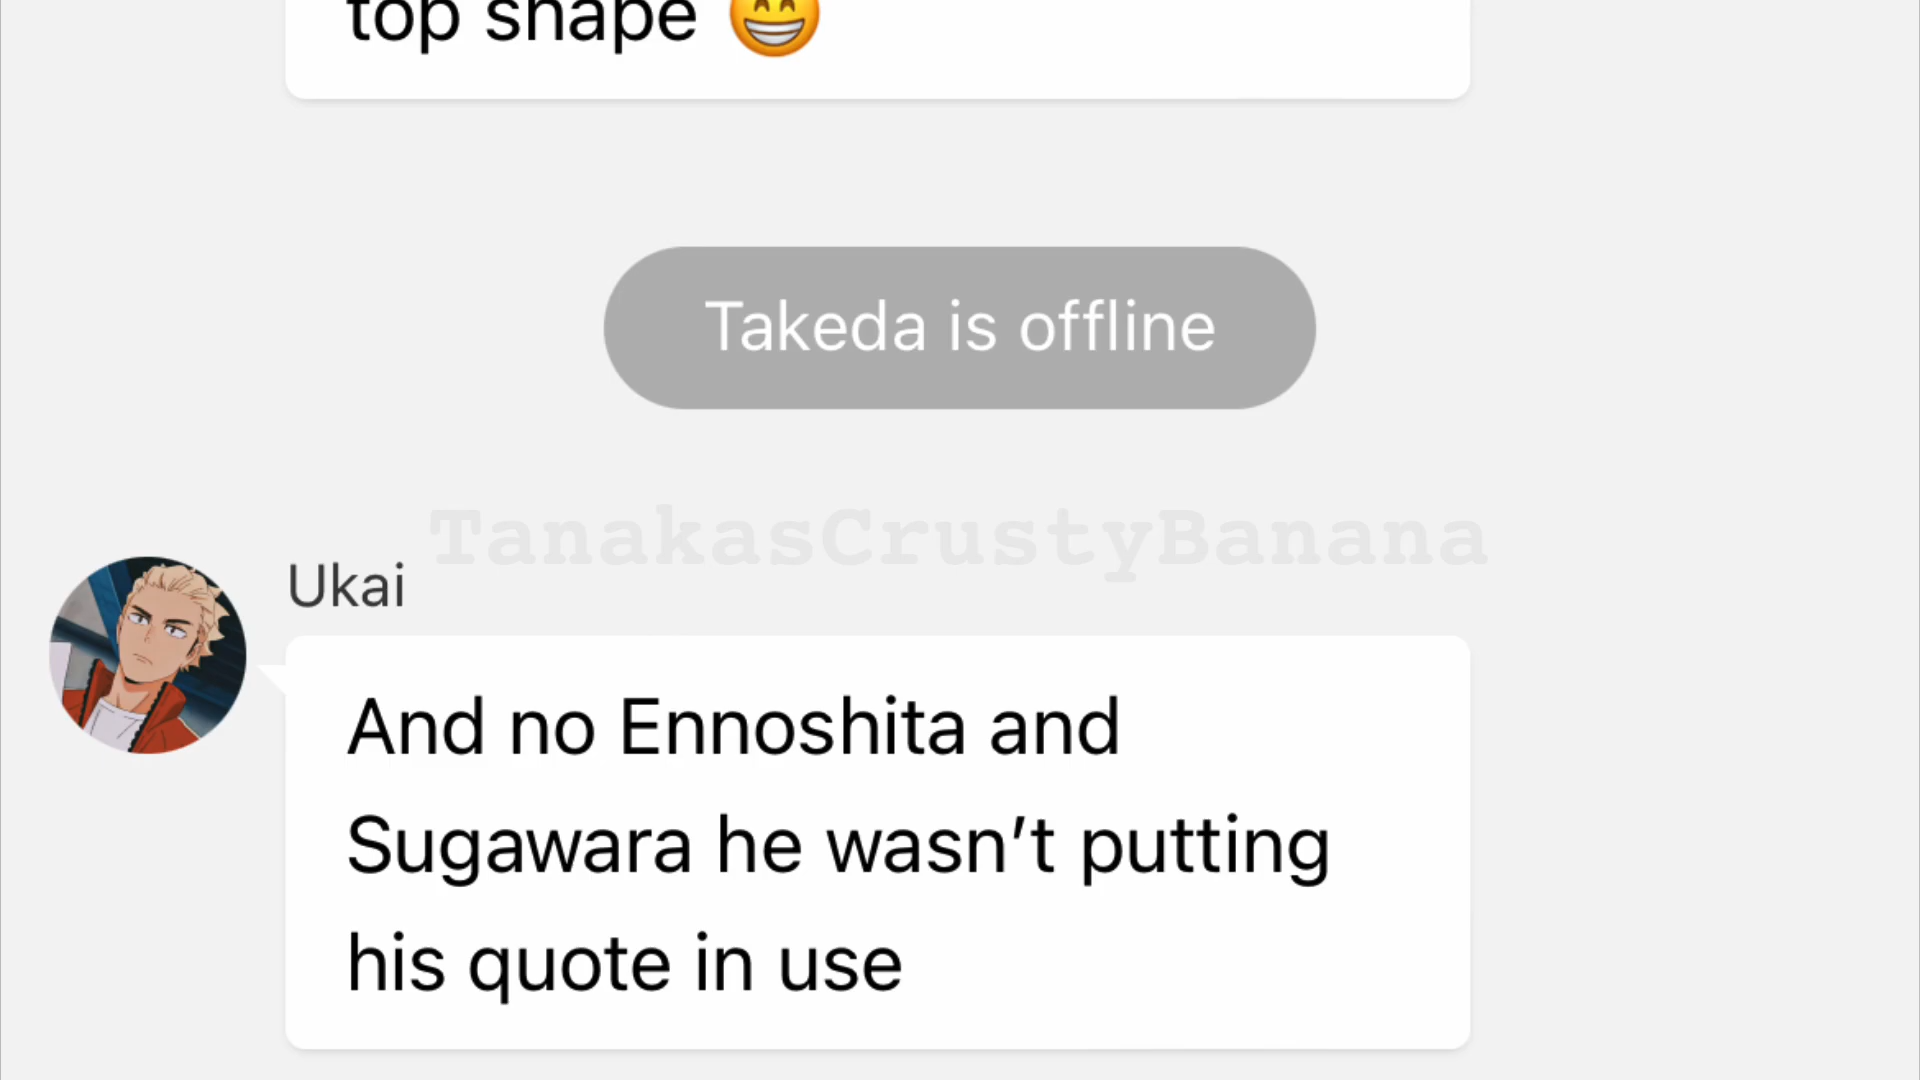 top shape 😁
Takeda is offline
TanakasCrustyBanana
Ukai
And no Ennoshita and
Sugawara he wasn’t putting
his quote in use